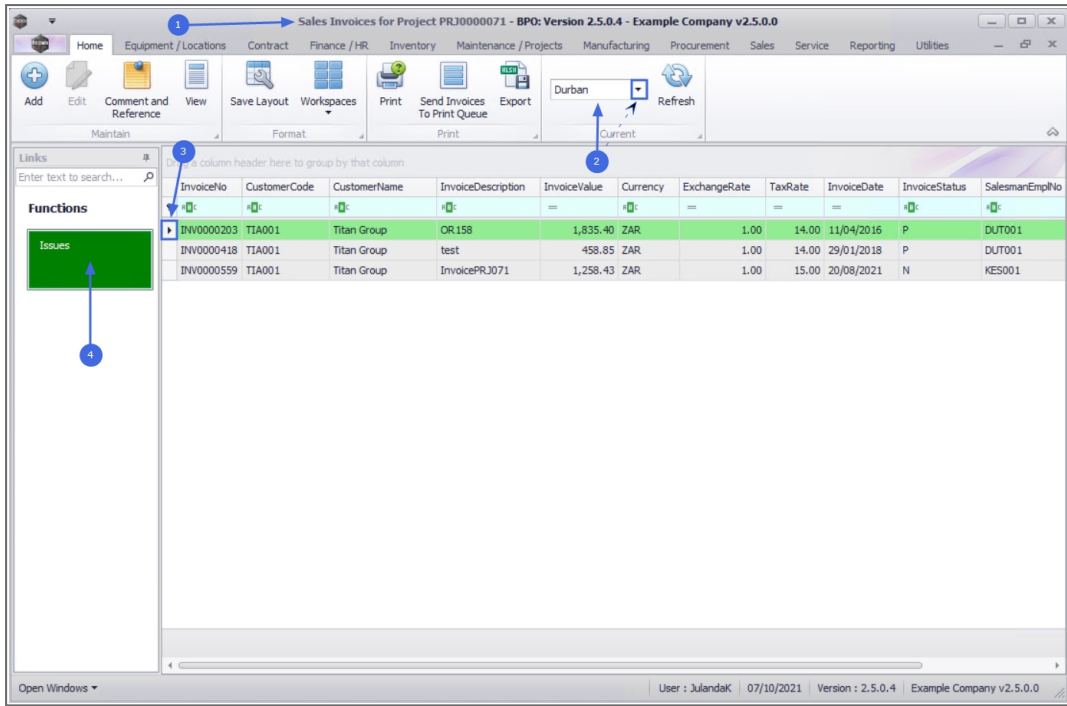 1
Sales Invoices for Project PRJ0000071 - BPO: Version 2.5.0.4 - Example Company v2.5.0.0
Home Equipment / Locations Contract Finance / HR Inventory Maintenance / Projects Manufacturing Procurement Sales Service Reporting Utilities
Add Edit Comment and Reference View Save Layout Workspaces Print Send Invoices To Print Queue Export Durban Refresh
Maintain Format Print Current
2
3
Links
Drag a column header here to group by that column
Enter text to search...
InvoiceNo CustomerCode CustomerName InvoiceDescription InvoiceValue Currency ExchangeRate TaxRate InvoiceDate InvoiceStatus SalesmanEmplNo
Functions
INV0000203 TIA001 Titan Group OR158 1,835.40 ZAR 1.00 14.00 11/04/2016 P DUT001
Issues
INV0000418 TIA001 Titan Group test 458.85 ZAR 1.00 14.00 29/01/2018 P DUT001
INV0000559 TIA001 Titan Group InvoicePRJ071 1,258.43 ZAR 1.00 15.00 20/08/2021 N KES001
4
Open Windows
User : JulandaK 07/10/2021 Version : 2.5.0.4 Example Company v2.5.0.0